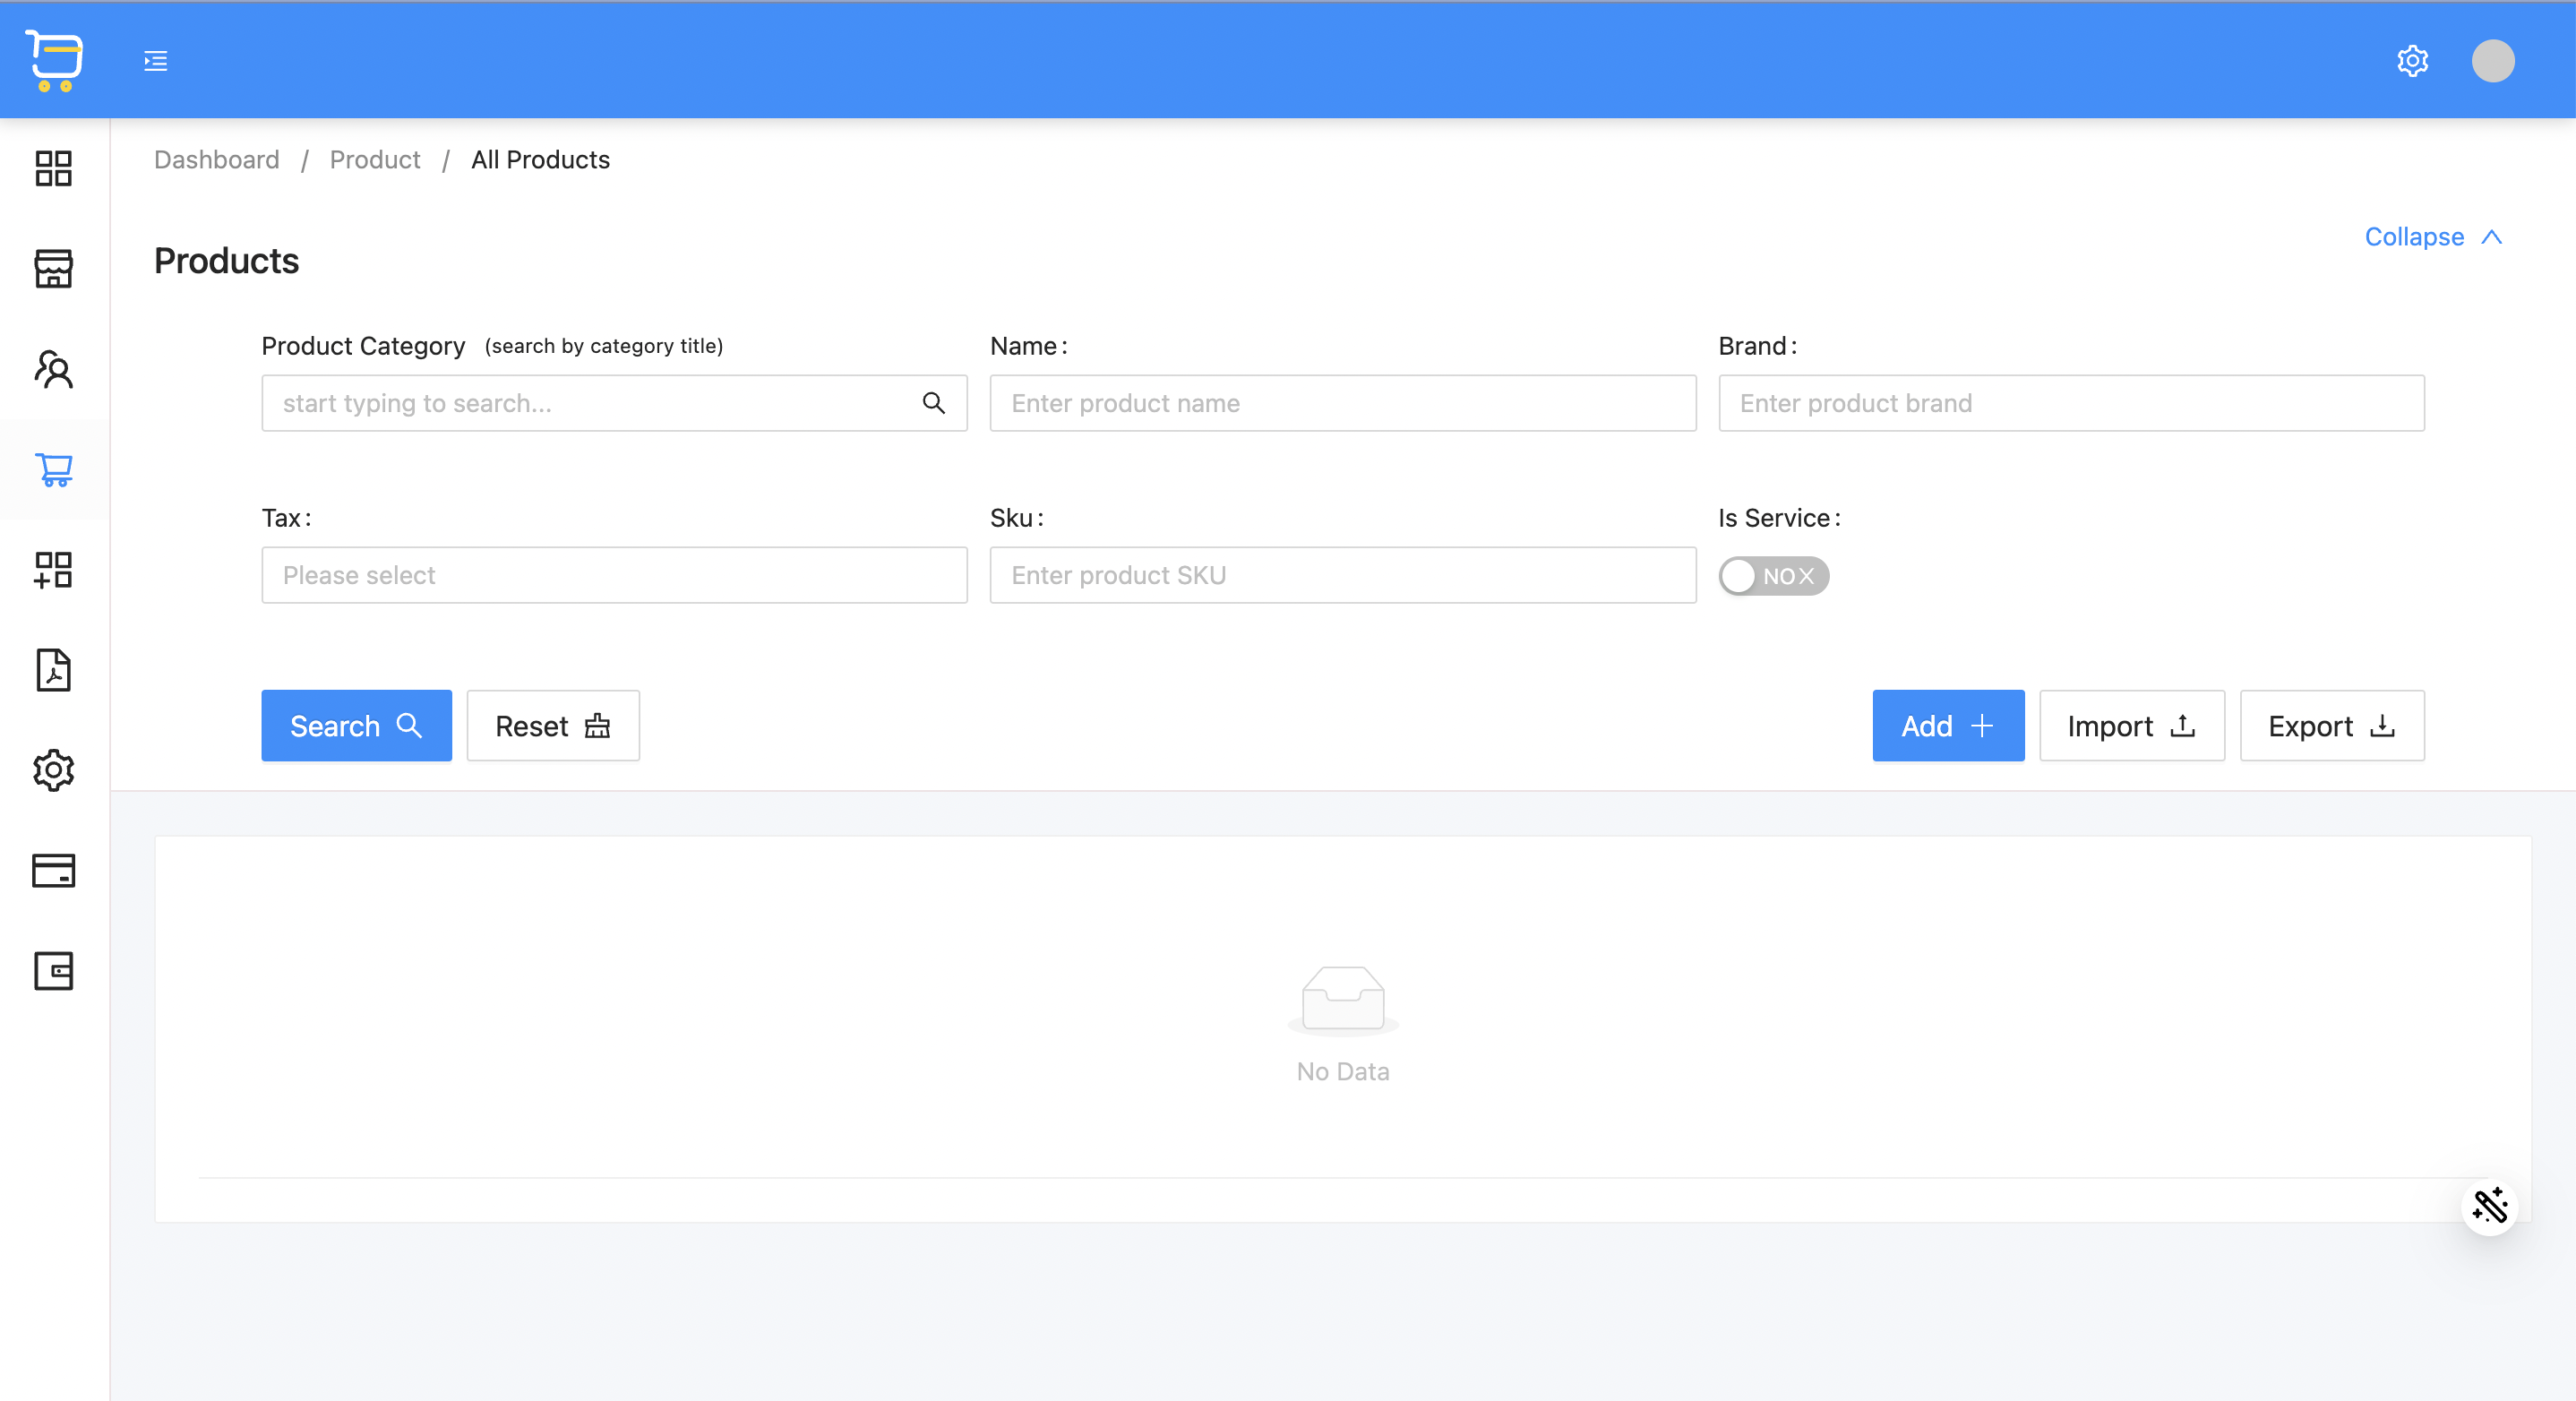 Dashboard / Product / All Products
Collapse
Products
Product Category (search by category title)
Name:
Brand:
start typing to search...
Enter product name
Enter product brand
Tax:
Sku:
Is Service:
Please select
Enter product SKU
NO
Search
Reset
Add
Import
Export
No Data